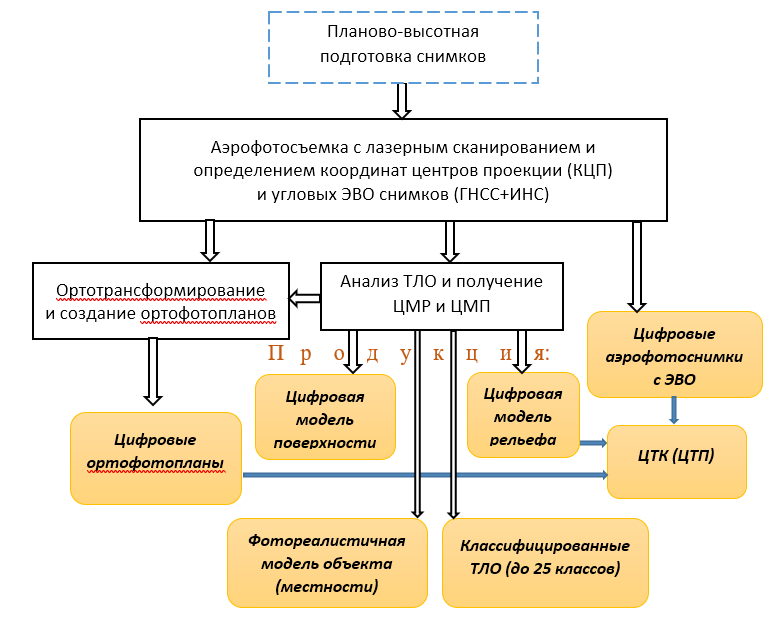 Планово-высотная
подготовка снимков
Аэрофотосъемка с лазерным сканированием и
определением координат центров проекции (КЦП)
и угловых ЭВО снимков (ГНСС+ИНС)
Ортотрансформирование
и создание ортофотопланов
Анализ ТЛО и получение
ЦМР и ЦМП
Продукция:
Цифровые
аэрофотоснимки
с ЭВО
Цифровая
модель
поверхности
Цифровая
модель
рельефа
Цифровые
ортофотопланы
ЦТК (ЦТП)
Фотореалистичная
модель объекта
(местности)
Классифицированные
ТЛО (до 25 классов)